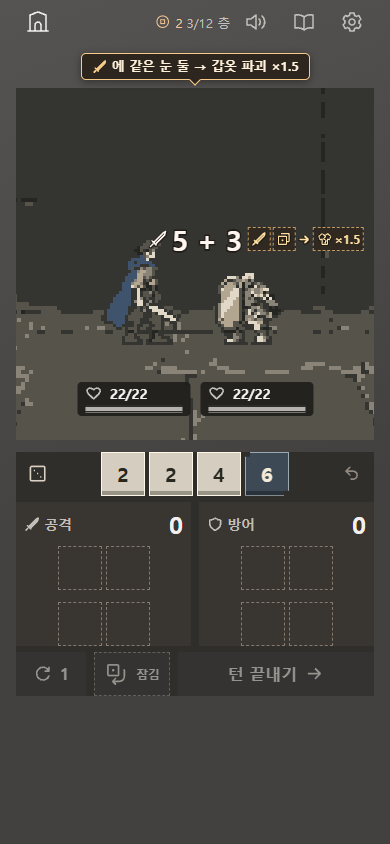 2 3/12 층
에 같은 눈 둘 → 갑옷 파괴 ×1.5
5 + 3 → ×1.5
22/22 22/22
2 2 4 6
공격 0 방어 0
1 잠김 턴 끝내기 →